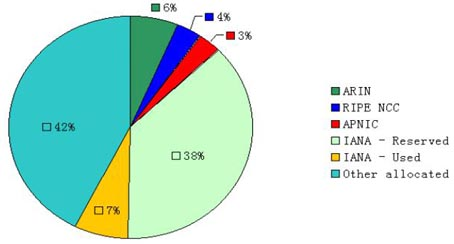 6%
4%
3%
38%
7%
42%
ARIN
RIPE NCC
APNIC
IANA - Reserved
IANA - Used
Other allocated